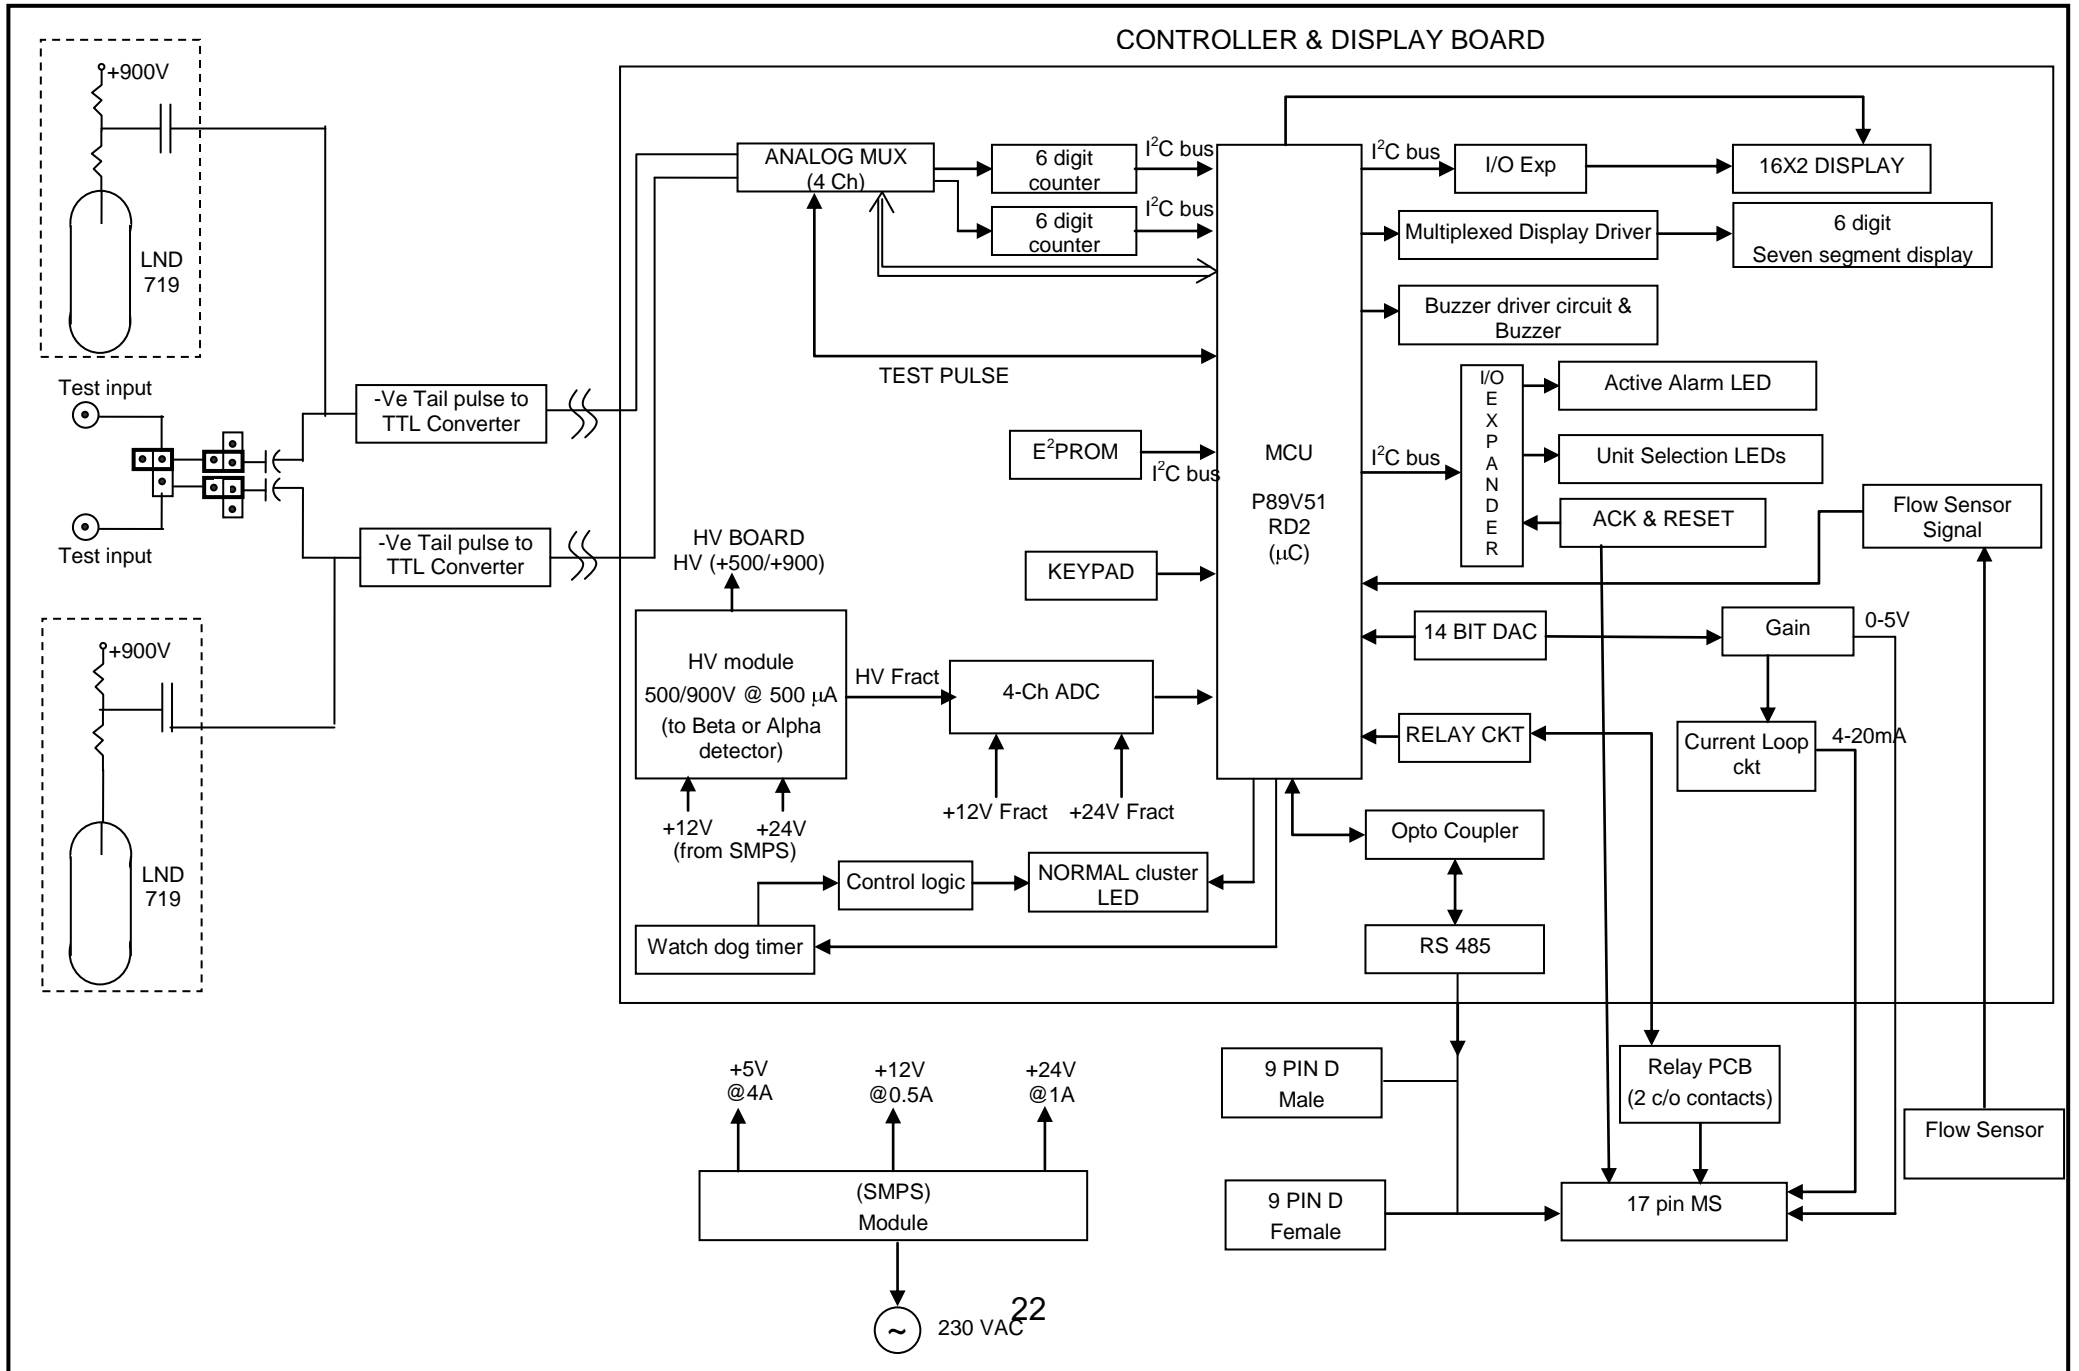 CONTROLLER & DISPLAY BOARD
+900V
LND
719
Test input
Test input
+900V
LND
719
-Ve Tail pulse to
TTL Converter
-Ve Tail pulse to
TTL Converter
ANALOG MUX
(4 Ch)
6 digit
counter
I²C bus
6 digit
counter
I²C bus
TEST PULSE
E²PROM
I²C bus
KEYPAD
HV BOARD
HV (+500/+900)
HV module
500/900V @ 500 μA
(to Beta or Alpha
detector)
HV Fract
4-Ch ADC
+12V
+24V
(from SMPS)
+12V Fract
+24V Fract
Control logic
NORMAL cluster
LED
Watch dog timer
MCU
P89V51
RD2
(μC)
I²C bus
I/O Exp
16X2 DISPLAY
Multiplexed Display Driver
6 digit
Seven segment display
Buzzer driver circuit &
Buzzer
I²C bus
I/O
E
X
P
A
N
D
E
R
Active Alarm LED
Unit Selection LEDs
ACK & RESET
Flow Sensor
Signal
14 BIT DAC
Gain
0-5V
RELAY CKT
Current Loop
ckt
4-20mA
Opto Coupler
RS 485
9 PIN D
Male
9 PIN D
Female
Relay PCB
(2 c/o contacts)
17 pin MS
Flow Sensor
+5V
@4A
+12V
@0.5A
+24V
@1A
(SMPS)
Module
~
230 VAC
22